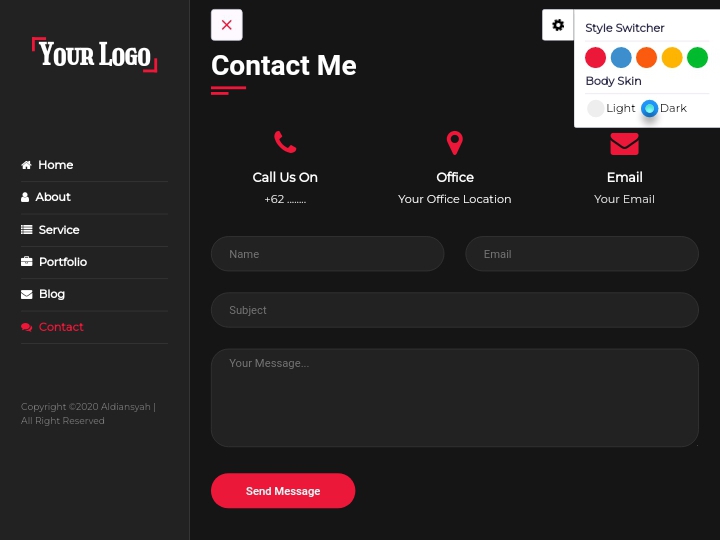 Your Logo
Home
About
Service
Portfolio
Blog
Contact
Copyright ©2020 Aldiansyah |
All Right Reserved
Contact Me
Call Us On
+62 ........
Office
Your Office Location
Email
Your Email
Name
Email
Subject
Your Message...
Send Message
Style Switcher
Body Skin
Light
Dark